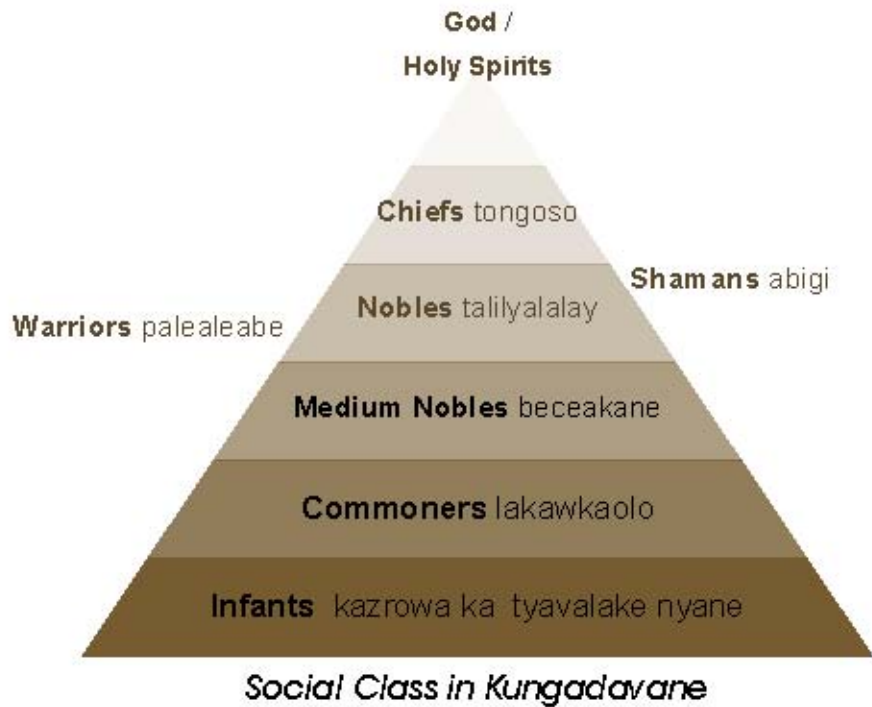 God /
Holy Spirits
Chiefs tongoso
Shamans abigi
Nobles talilyalalay
Warriors palealeabe
Medium Nobles beceakane
Commoners lakawkaolo
Infants kazrowa ka tyavalake nyane
Social Class in Kungadavane